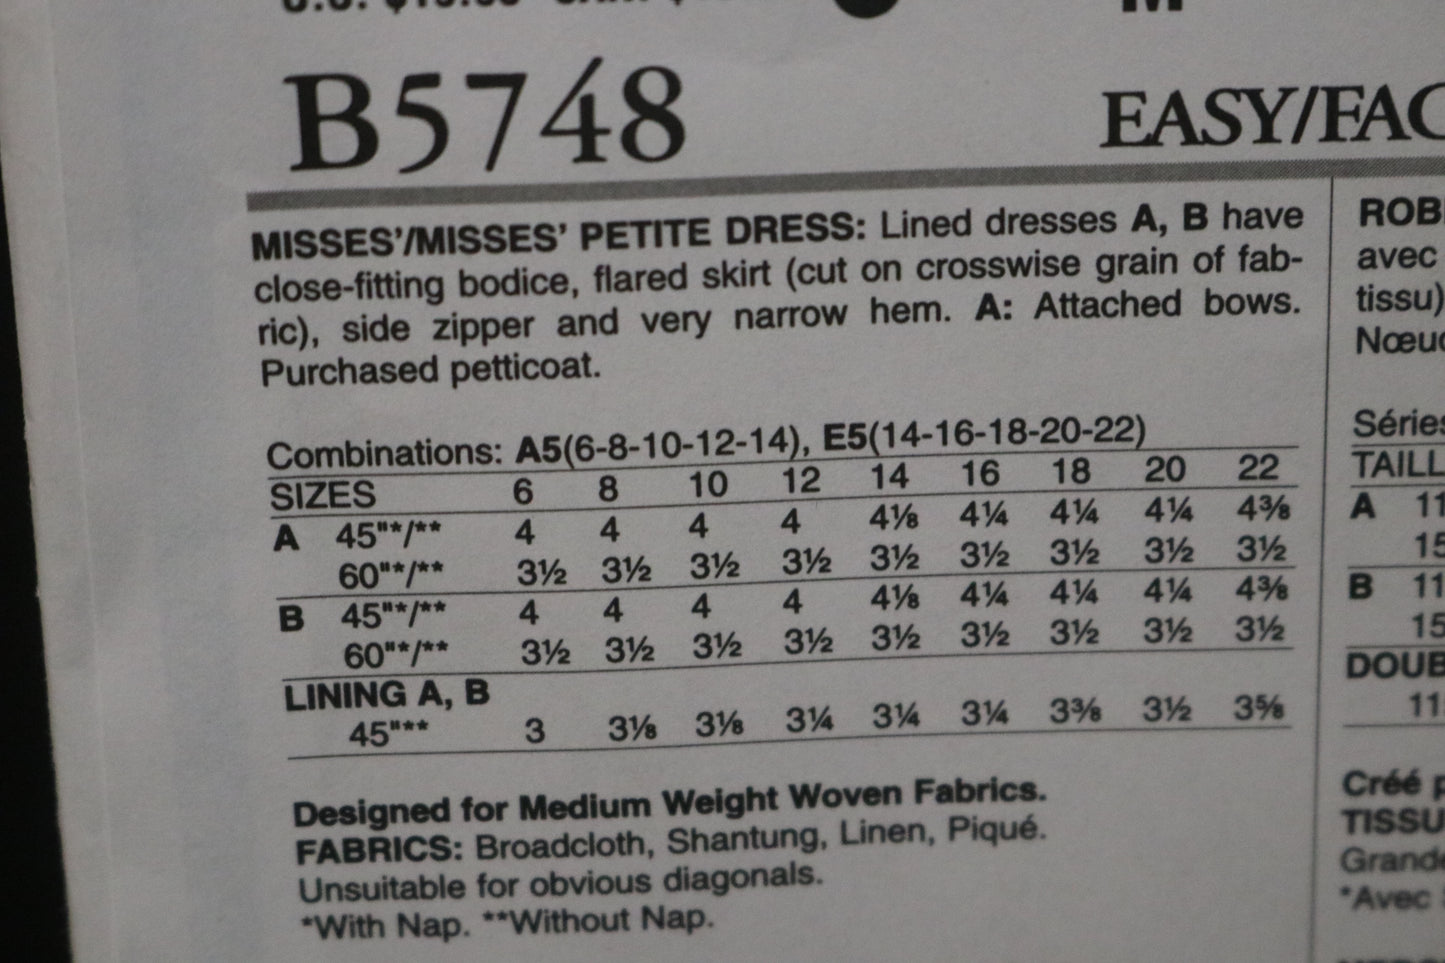 B5748
EASY/FAC
MISSES'/MISSES' PETITE DRESS: Lined dresses A, B have
close-fitting bodice, flared skirt (cut on crosswise grain of fab-
ric), side zipper and very narrow hem. A: Attached bows.
Purchased petticoat.
Combinations: A5(6-8-10-12-14), E5(14-16-18-20-22)
SIZES 6 8 10 12 14 16 18 20 22
A 45"*/** 4 4 4 4 4⅛ 4¼ 4¼ 4¼ 4⅜
60"*/** 3½ 3½ 3½ 3½ 3½ 3½ 3½ 3½ 3½
B 45"*/** 4 4 4 4 4⅛ 4¼ 4¼ 4¼ 4⅜
60"*/** 3½ 3½ 3½ 3½ 3½ 3½ 3½ 3½ 3½
LINING A, B
45"** 3 3⅛ 3⅛ 3¼ 3¼ 3¼ 3⅜ 3½ 3⅝
Designed for Medium Weight Woven Fabrics.
FABRICS: Broadcloth, Shantung, Linen, Piqué.
Unsuitable for obvious diagonals.
*With Nap. **Without Nap.
ROB
avec
tissu)
Nœud
Séries
TAILL
A 11
15
B 11
15
DOUB
11
Créé p
TISSU
Grande
*Avec